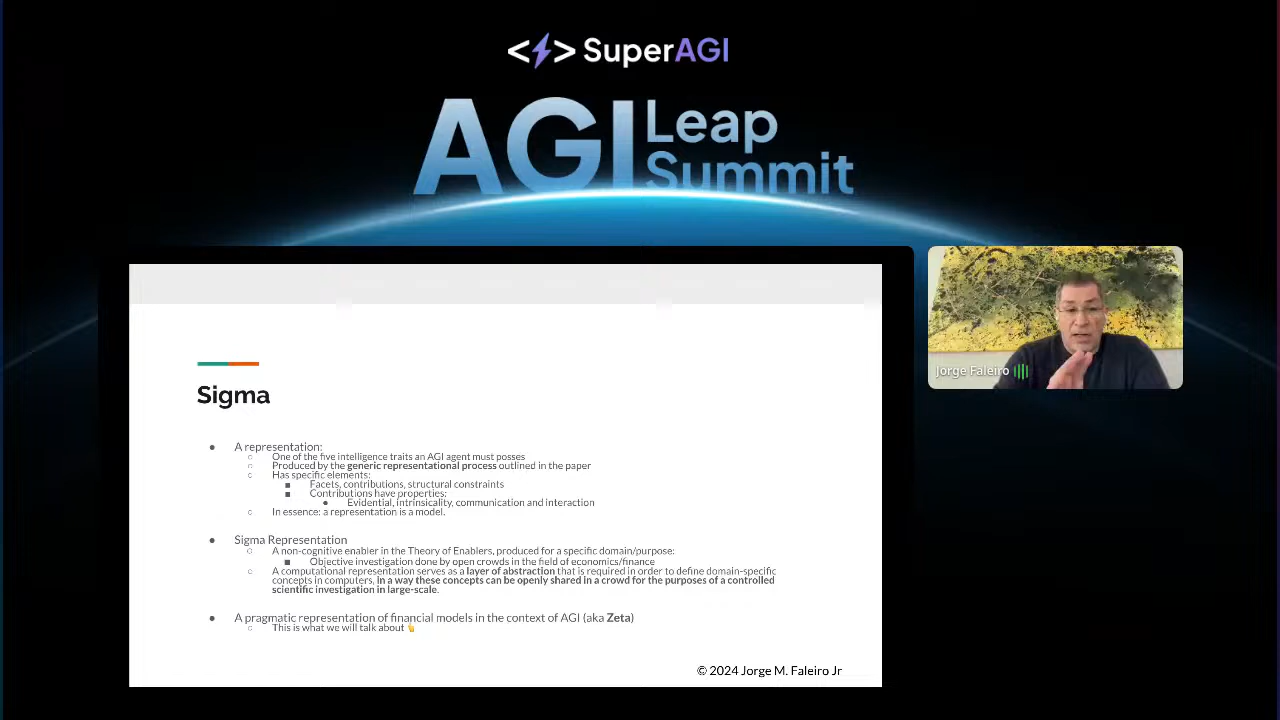 </> SuperAGI
AGI Leap Summit
Jorge Faleiro
Sigma
● A representation:
○ One of the five intelligence traits an AGI agent must posses
○ Produced by the generic representational process outlined in the paper
○ Has specific elements:
■ Facets, contributions, structural constraints
■ Contributions have properties:
● Evidential, intrinsicality, communication and interaction
○ In essence: a representation is a model.
● Sigma Representation
○ A non-cognitive enabler in the Theory of Enablers, produced for a specific domain/purpose:
■ Objective investigation done by open crowds in the field of economics/finance
○ A computational representation serves as a layer of abstraction that is required in order to define domain-specific
concepts in computers, in a way these concepts can be openly shared in a crowd for the purposes of a controlled
scientific investigation in large-scale.
● A pragmatic representation of financial models in the context of AGI (aka Zeta)
○ This is what we will talk about 👆
© 2024 Jorge M. Faleiro Jr